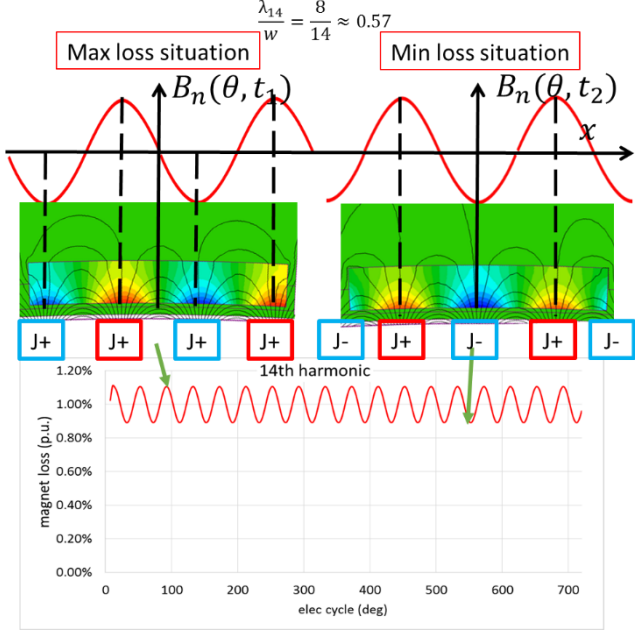 λ₁₄/w = 8/14 ≈ 0.57
Max loss situation
Min loss situation
Bₙ(θ, t₁)
Bₙ(θ, t₂)
x
J+ J+ J+ J+
J- J+ J- J+ J-
14th harmonic
magnet loss (p.u.)
1.20%
1.00%
0.80%
0.60%
0.40%
0.20%
0.00%
0 100 200 300 400 500 600 700
elec cycle (deg)